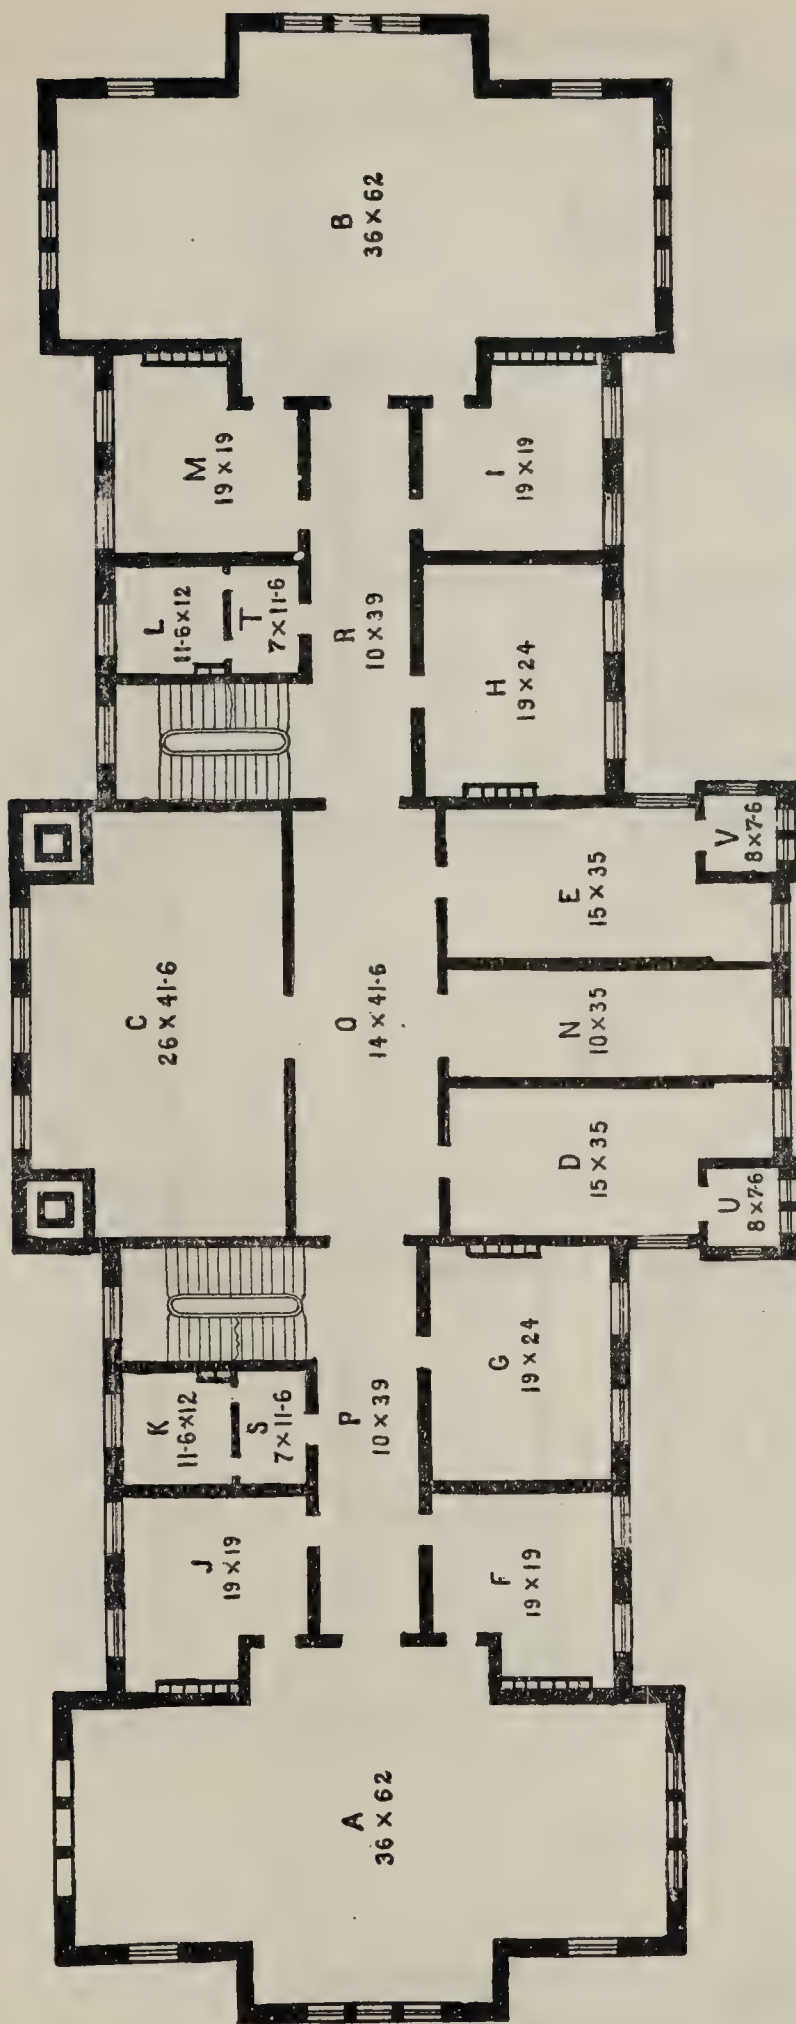 B
36 × 62
M
19 × 19
I
19 × 19
L
11-6 × 12
T
7 × 11-6
R
10 × 39
H
19 × 24
C
26 × 41-6
O
14 × 41-6
E
15 × 35
V
8 × 7-6
N
10 × 35
D
15 × 35
U
8 × 7-6
K
11-6 × 12
S
7 × 11-6
P
10 × 39
G
19 × 24
J
19 × 19
F
19 × 19
A
36 × 62